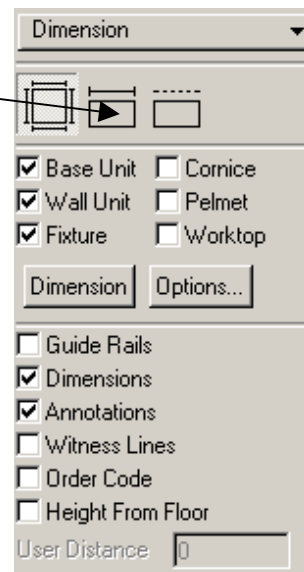 Dimension
Base Unit Cornice
Wall Unit Pelmet
Fixture Worktop
Dimension Options...
Guide Rails
Dimensions
Annotations
Witness Lines
Order Code
Height From Floor
User Distance 0